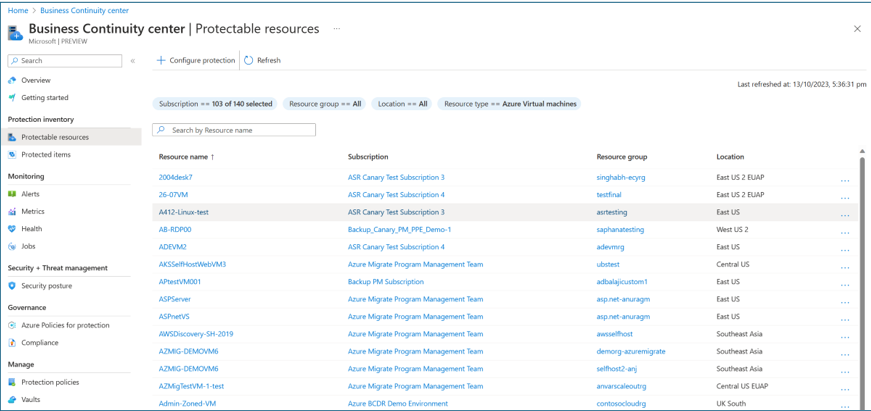 Home > Business Continuity center
Business Continuity center | Protectable resources ...
Microsoft | PREVIEW
Search
Overview
Getting started
Protection inventory
Protectable resources
Protected items
Monitoring
Alerts
Metrics
Health
Jobs
Security + Threat management
Security posture
Governance
Azure Policies for protection
Compliance
Manage
Protection policies
Vaults
+ Configure protection Refresh
Last refreshed at: 13/10/2023, 5:36:31 pm
Subscription == 103 of 140 selected Resource group == All Location == All Resource type == Azure Virtual machines
Search by Resource name
Resource name ↑ Subscription Resource group Location
2004desk7 ASR Canary Test Subscription 3 singhabh-ecyrg East US 2 EUAP ...
26-07VM ASR Canary Test Subscription 4 testfinal East US 2 EUAP ...
A412-Linux-test ASR Canary Test Subscription 3 asrtesting East US ...
AB-RDP00 Backup_Canary_PM_PPE_Demo-1 saphanatesting West US 2 ...
ADEVM2 ASR Canary Test Subscription 4 adevmrg East US ...
AKSSelfHostWebVM3 Azure Migrate Program Management Team ubstest Central US ...
APtestVM001 Backup PM Subscription adbalajicustom1 East US ...
ASPServer Azure Migrate Program Management Team asp.net-anuragm East US ...
ASPnetVS Azure Migrate Program Management Team asp.net-anuragm East US ...
AWSDiscovery-SH-2019 Azure Migrate Program Management Team awsselfhost Southeast Asia ...
AZMIG-DEMOVM6 Azure Migrate Program Management Team demorg-azuremigrate Southeast Asia ...
AZMIG-DEMOVM6 Azure Migrate Program Management Team selfhost2-anj Southeast Asia ...
AZMigTestVM-1-test Azure Migrate Program Management Team anvarscaleoutrg Central US EUAP ...
Admin-Zoned-VM Azure BCDR Demo Environment contosocloudrg UK South ...